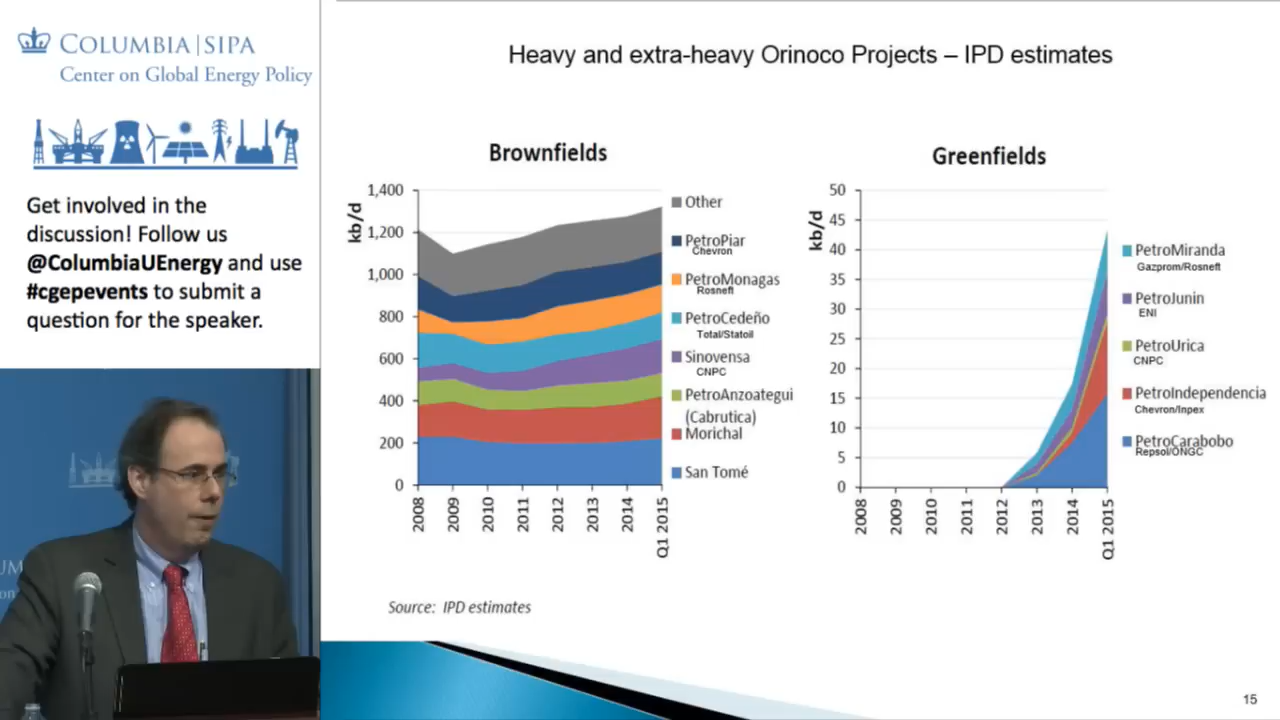 COLUMBIA | SIPA
Center on Global Energy Policy
Get involved in the
discussion! Follow us
@ColumbiaUEnergy and use
#cgepevents to submit a
question for the speaker.
Heavy and extra-heavy Orinoco Projects – IPD estimates
Brownfields
kb/d
1,400
1,200
1,000
800
600
400
200
0
2008
2009
2010
2011
2012
2013
2014
Q1 2015
Other
PetroPiar
Chevron
PetroMonagas
Rosneft
PetroCedeño
Total/Statoil
Sinovensa
CNPC
PetroAnzoategui
(Cabrutica)
Morichal
San Tomé
Greenfields
kb/d
50
45
40
35
30
25
20
15
10
5
0
2008
2009
2010
2011
2012
2013
2014
Q1 2015
PetroMiranda
Gazprom/Rosneft
PetroJunin
ENI
PetroUrica
CNPC
PetroIndependencia
Chevron/Inpex
PetroCarabobo
Repsol/ONGC
Source: IPD estimates
15